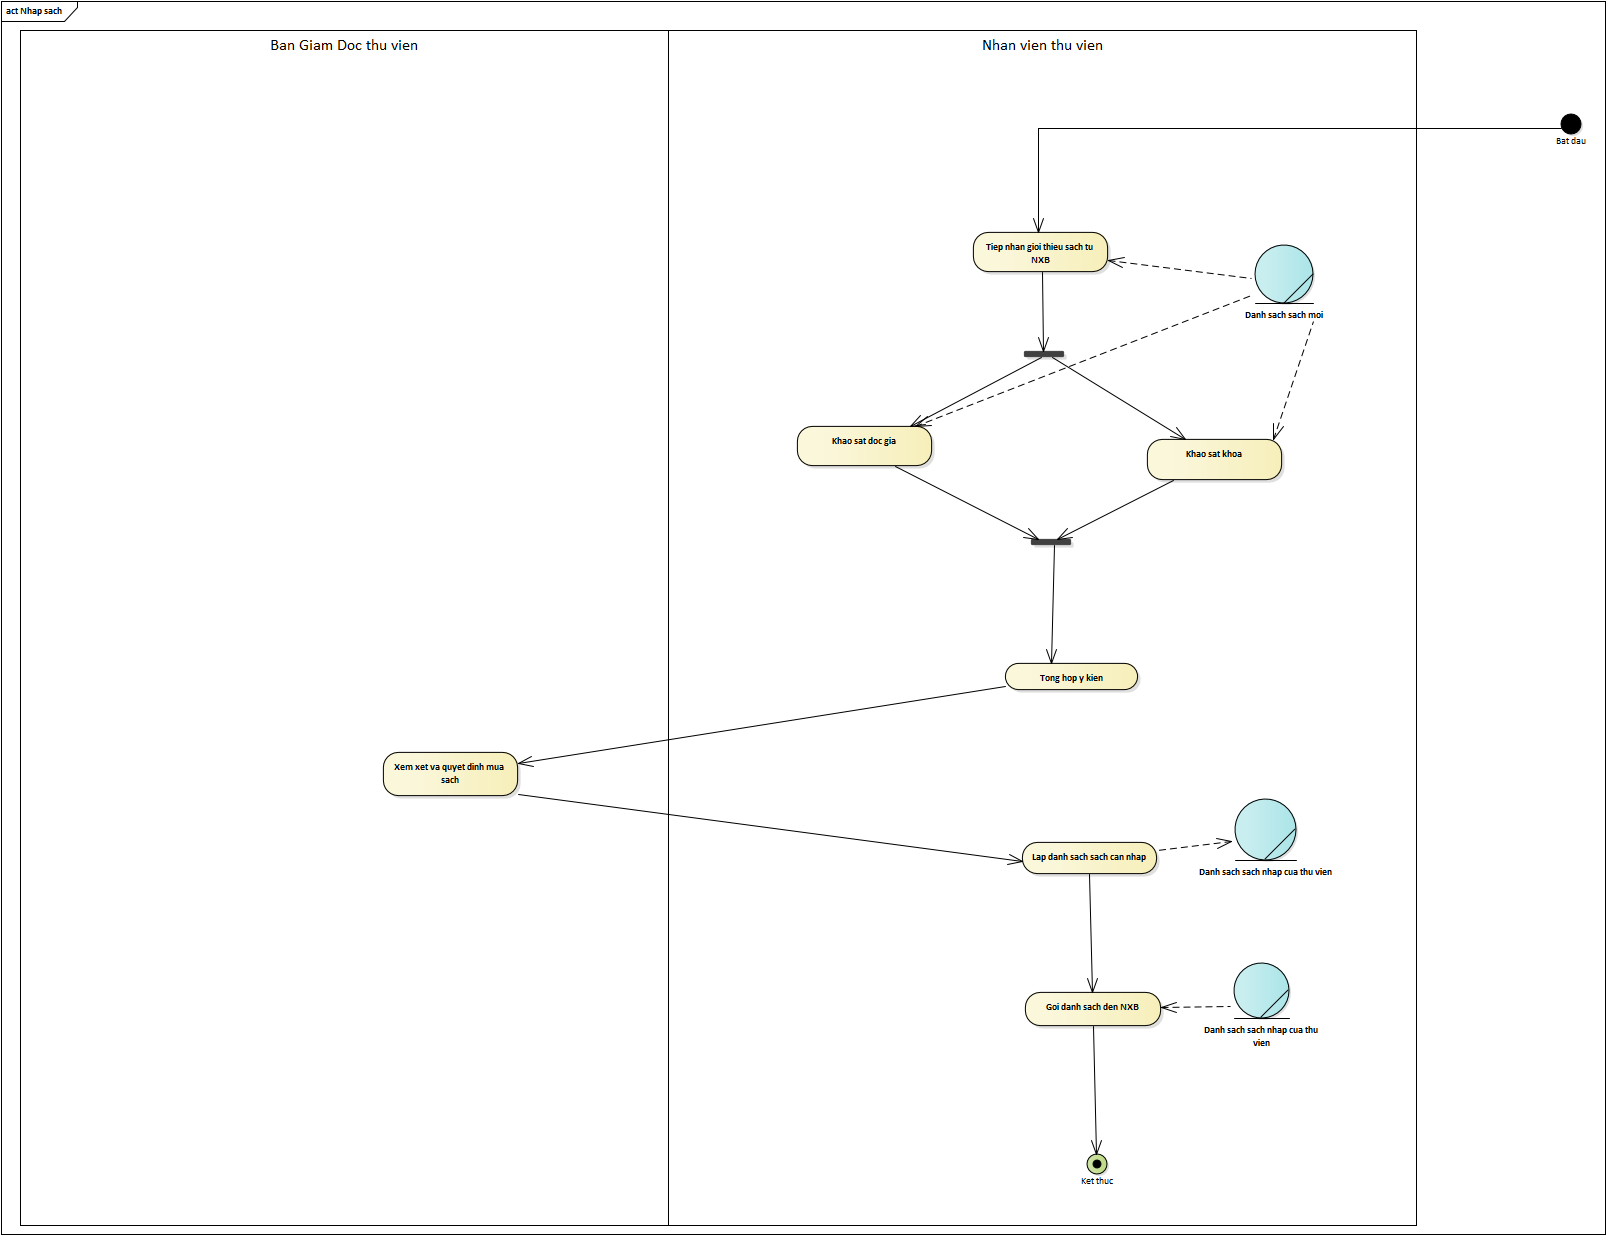 act Nhap sach
Ban Giam Doc thu vien
Nhan vien thu vien
Bat dau
Tiep nhan gioi thieu sach tu
NXB
Danh sach sach moi
Khao sat doc gia
Khao sat khoa
Tong hop y kien
Xem xet va quyet dinh mua
sach
Lap danh sach sach can nhap
Danh sach sach nhap cua thu vien
Goi danh sach den NXB
Danh sach sach nhap cua thu
vien
Ket thuc